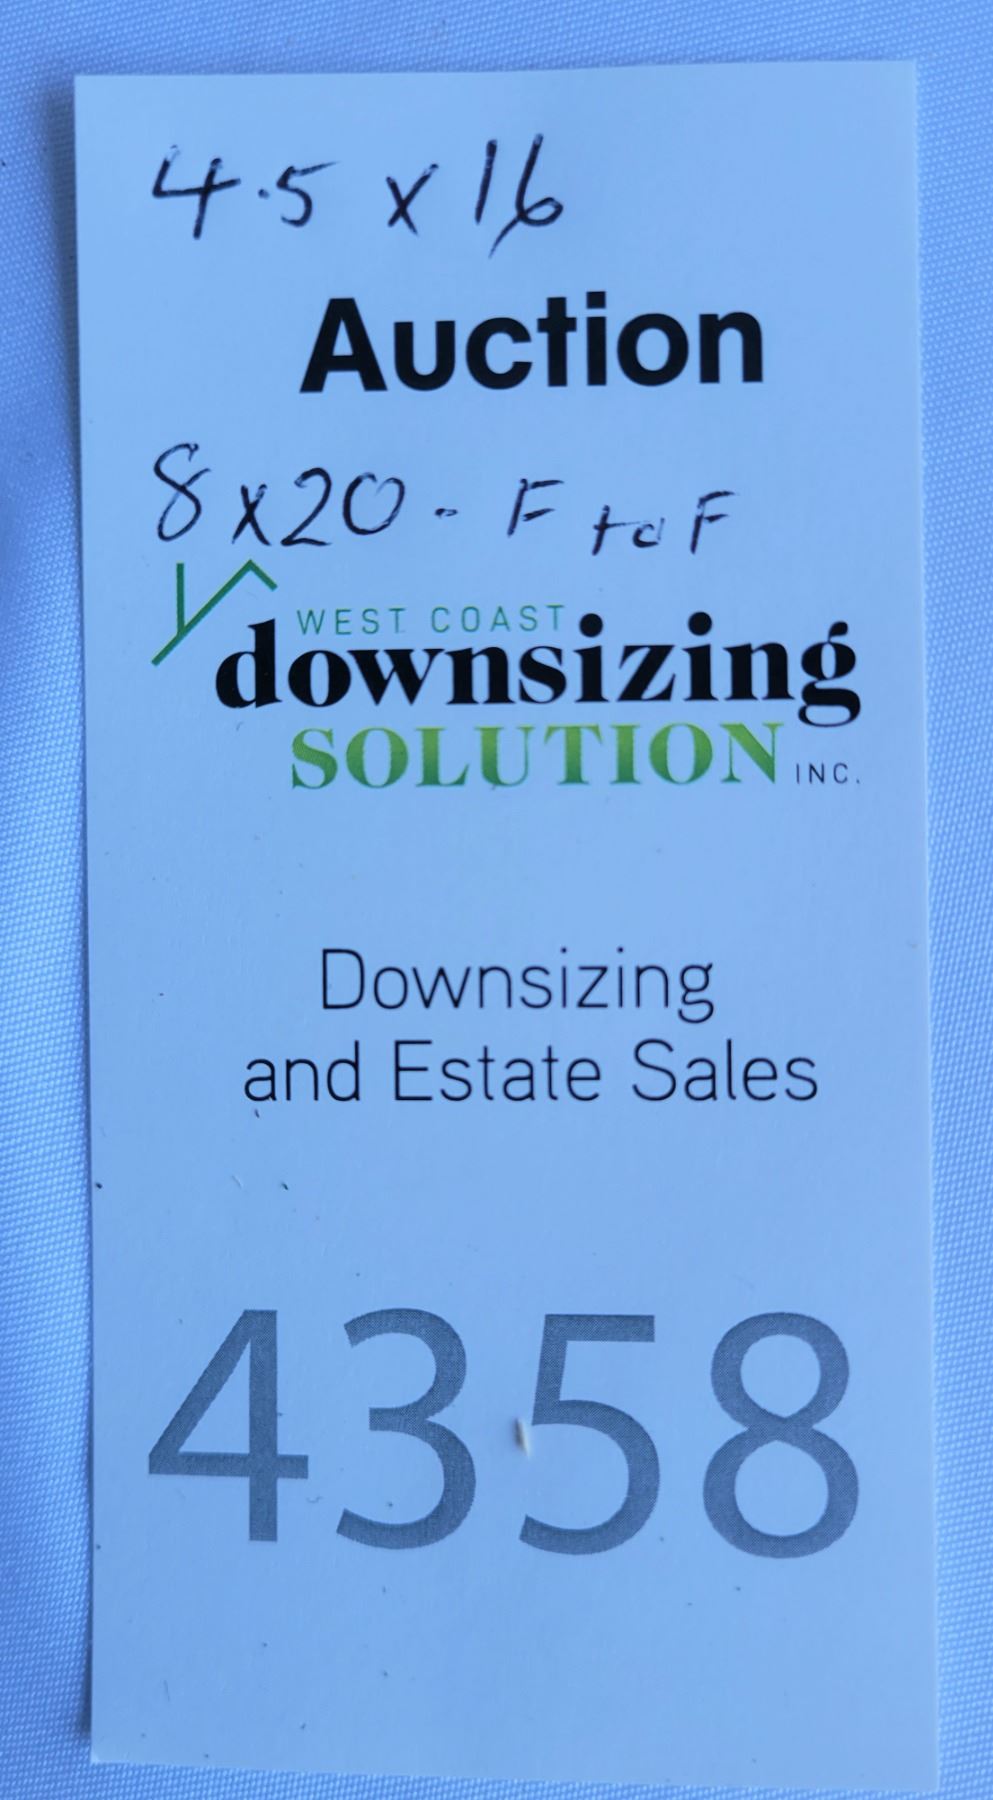 4.5 x 16
Auction
8 x 20 - F to F
WEST COAST
downsizing
SOLUTION INC.
Downsizing
and Estate Sales
4358